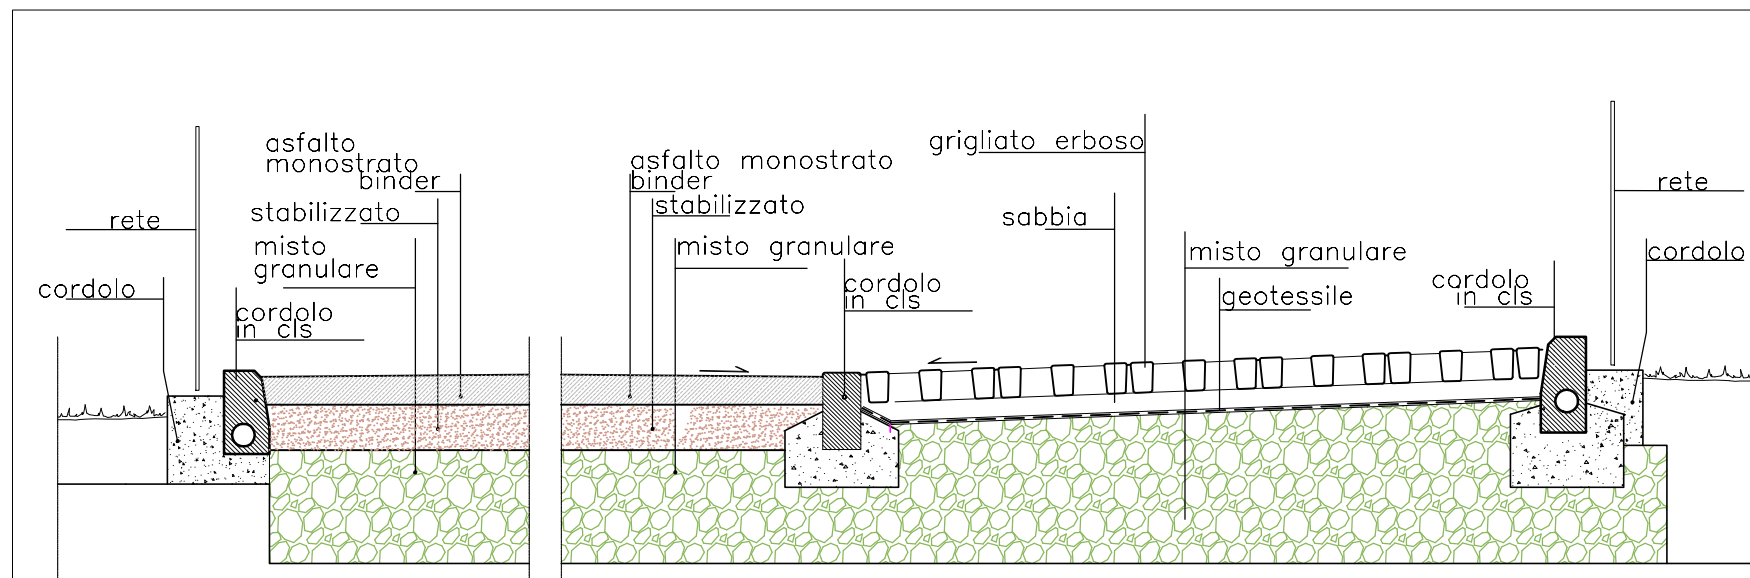 asfalto
monostrato
binder
stabilizzato
rete
misto
granulare
cordolo
cordolo
in cls
asfalto monostrato
binder
stabilizzato
misto granulare
cordolo
in cls
grigliato erboso
sabbia
misto granulare
geotessile
cordolo
in cls
rete
cordolo